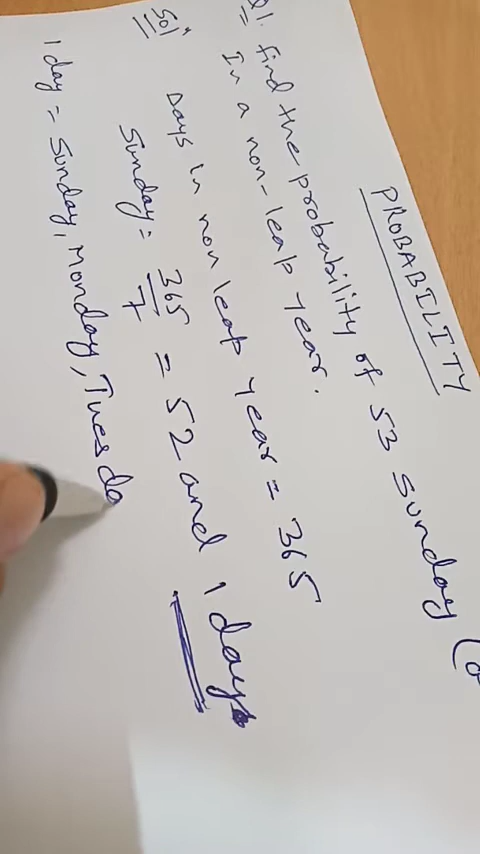 PROBABILITY
Q1. find the probability of 53 sunday
In a non-leap year.
Sol^n
Days in non leap year = 365
Sunday = 365/7 = 52 and 1 day
1 day = Sunday, Monday, Tuesda